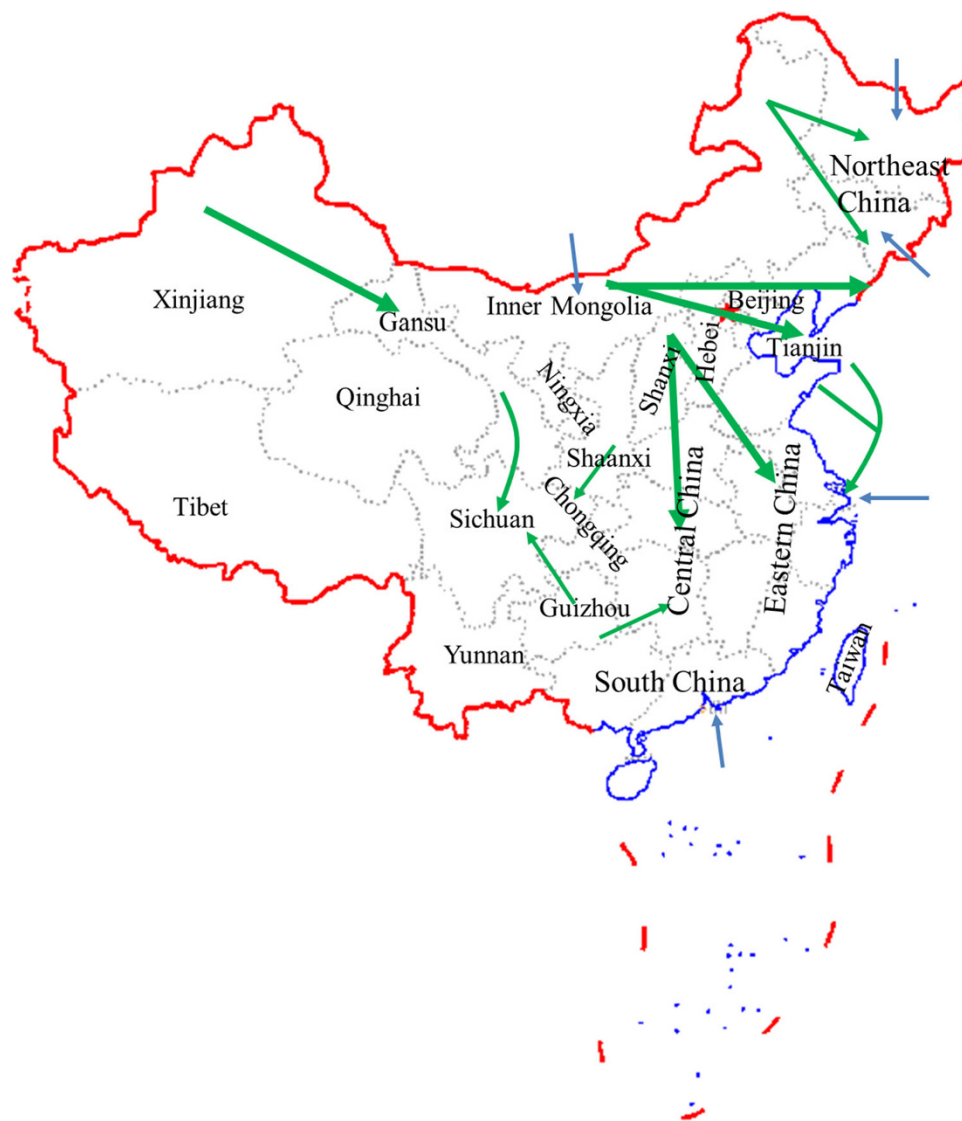 Northeast
China
Xinjiang
Gansu
Inner Mongolia
Beijing
Tianjin
Hebei
Shanxi
Qinghai
Ningxia
Shaanxi
Tibet
Sichuan
Chongqing
Central China
Eastern China
Guizhou
Yunnan
South China
Taiwan